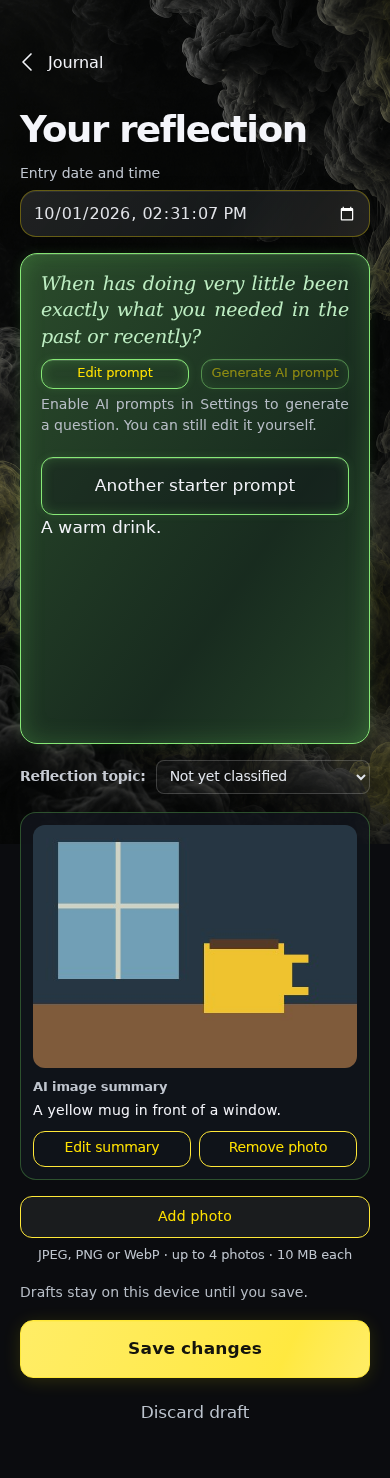 Journal
Your reflection
Entry date and time
10/01/2026, 02:31:07 PM
When has doing very little been
exactly what you needed in the
past or recently?
Edit prompt
Generate AI prompt
Enable AI prompts in Settings to generate
a question. You can still edit it yourself.
Another starter prompt
A warm drink.
Reflection topic:
Not yet classified
AI image summary
A yellow mug in front of a window.
Edit summary
Remove photo
Add photo
JPEG, PNG or WebP · up to 4 photos · 10 MB each
Drafts stay on this device until you save.
Save changes
Discard draft